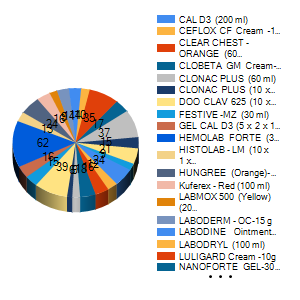 CAL D3 (200 ml)
CEFLOX CF Cream -1...
CLEAR CHEST -
ORANGE (60...
CLOBETA GM Cream-...
CLONAC PLUS (60 ml)
CLONAC PLUS (10 x...
DOO CLAV 625 (10 x...
FESTIVE -MZ (30 ml)
GEL CAL D3 (5 x 2 x 1...
HEMOLAB FORTE (3...
HISTOLAB - LM (10 x
1 x...
HUNGREE (Orange)-...
Kuferex - Red (100 ml)
LABMOX 500 (Yellow)
(20...
LABODERM - OC-15 g
LABODINE Ointment...
LABODRYL (100 ml)
LULIGARD Cream -10g
NANOFORTE GEL-30...
• • •
35
17
37
62
39